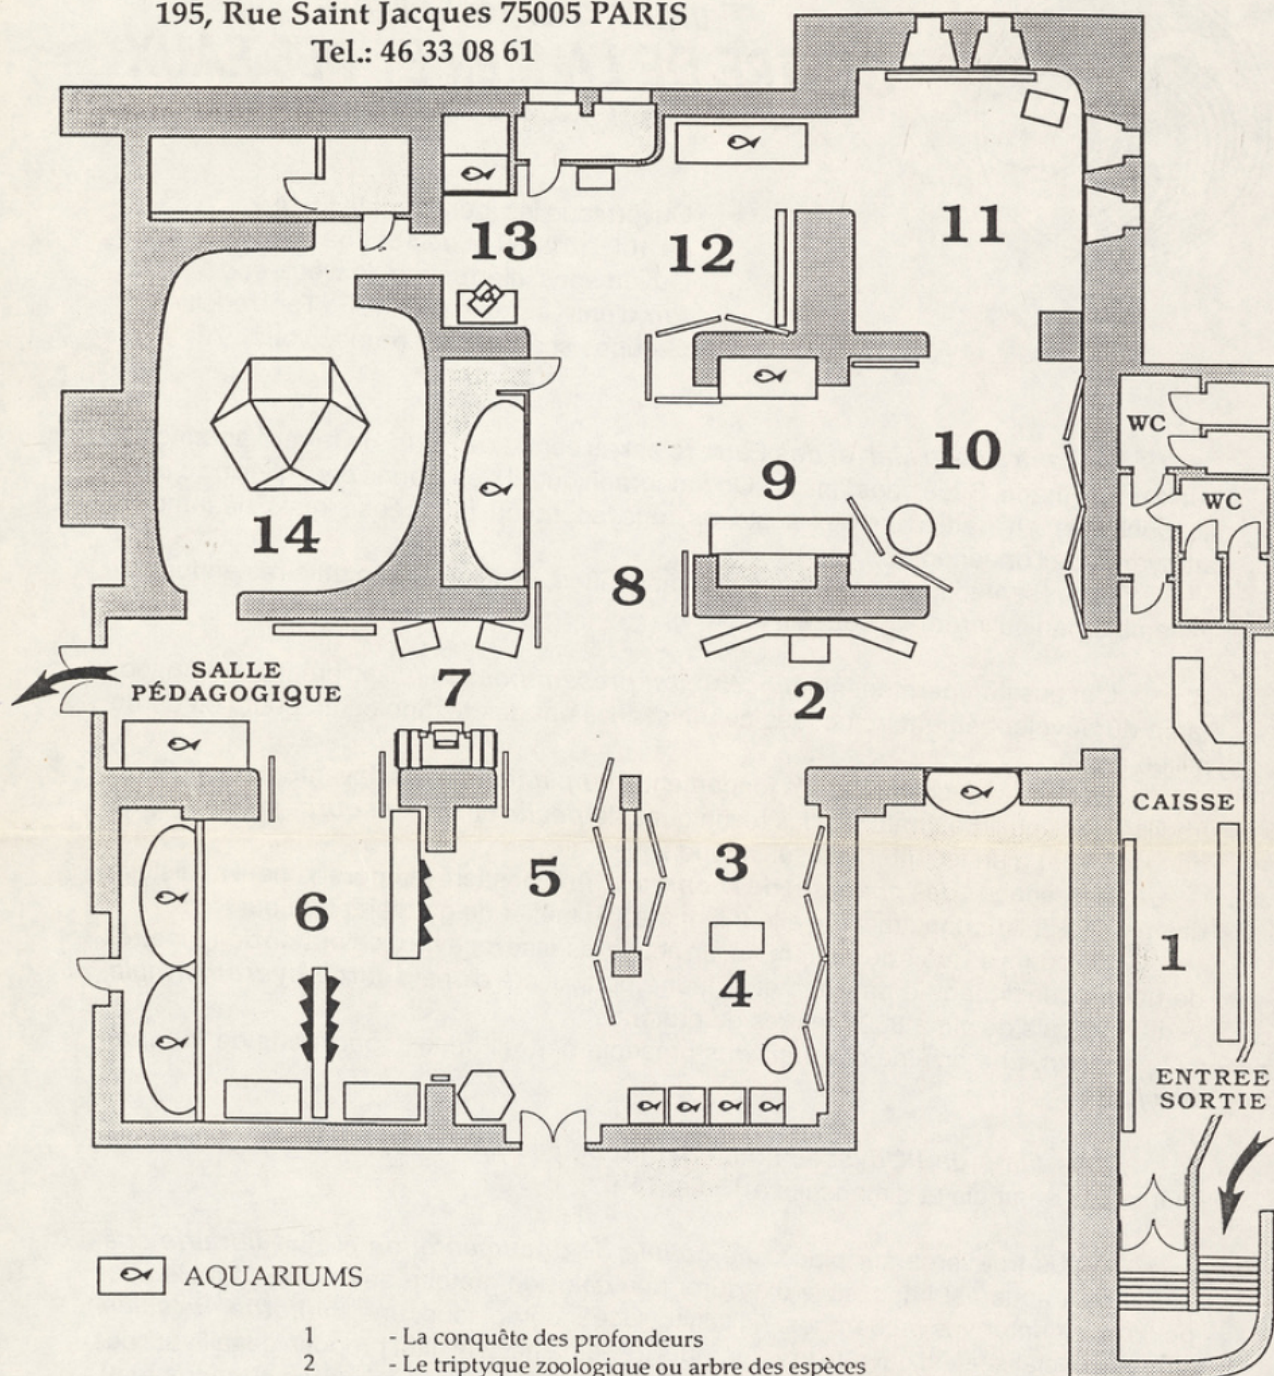 195, Rue Saint Jacques 75005 PARIS
Tel.: 46 33 08 61
11
13
12
WC
10
9
WC
14
8
SALLE
PÉDAGOGIQUE
7
2
CAISSE
3
5
6
1
4
ENTREE
SORTIE
AQUARIUMS
1 - La conquête des profondeurs
2 - Le triptyque zoologique ou arbre des espèces